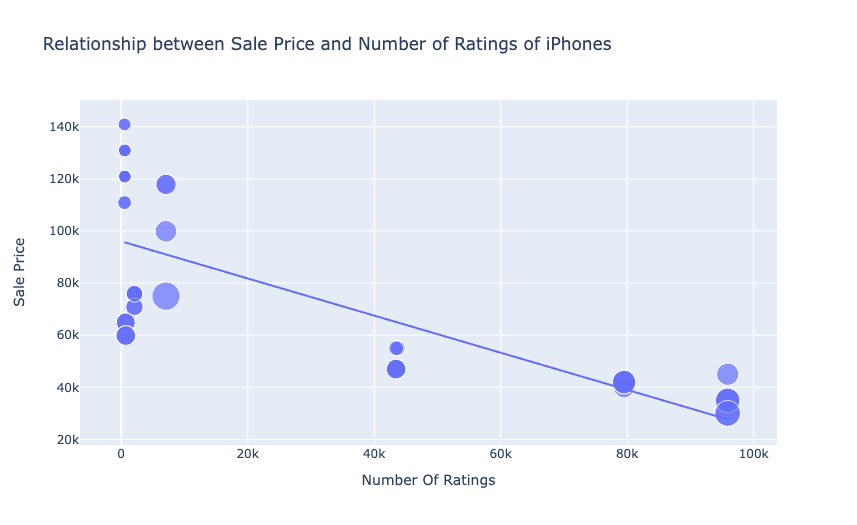 Relationship between Sale Price and Number of Ratings of iPhones
140k
120k
100k
80k
60k
40k
20k
Sale Price
0
20k
40k
60k
80k
100k
Number Of Ratings